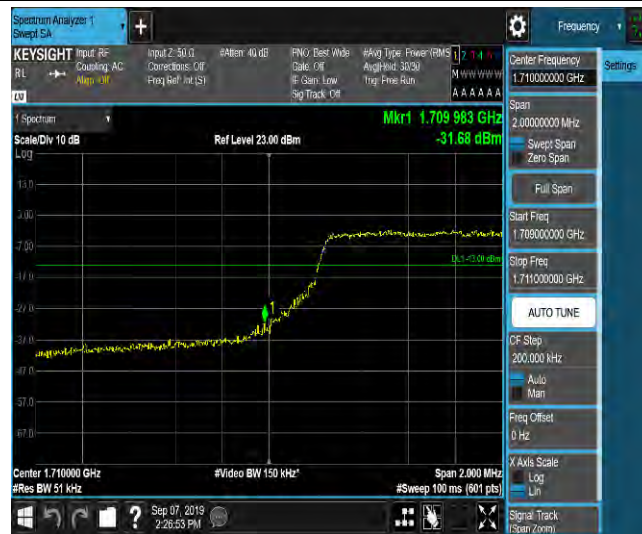 Spectrum Analyzer 1
Swept SA
+
Frequency
KEYSIGHT
RL
Input: RF
Coupling: AC
Align: Off
Input Z: 50 Ω
Corrections: Off
Freq Ref: Int (S)
#Atten: 40 dB
PNO: Best Wide
Gate: Off
IF Gain: Low
Sig Track: Off
#Avg Type: Power (RMS
Avg|Hold: 30/30
Trig: Free Run
M W W W W W
A A A A A A
LN
1 Spectrum
Scale/Div 10 dB
Log
Ref Level 23.00 dBm
Mkr1 1.709 983 GHz
-31.68 dBm
13.0
3.00
-7.00
-17.0
-27.0
-37.0
-47.0
-57.0
-67.0
DL1 -13.00 dBm
1
Center 1.710000 GHz
#Res BW 51 kHz
#Video BW 150 kHz*
Span 2.000 MHz
#Sweep 100 ms (601 pts)
Center Frequency
1.710000000 GHz
Settings
Span
2.00000000 MHz
Swept Span
Zero Span
Full Span
Start Freq
1.709000000 GHz
Stop Freq
1.711000000 GHz
AUTO TUNE
CF Step
200.000 kHz
Auto
Man
Freq Offset
0 Hz
X Axis Scale
Log
Lin
Signal Track
(Span Zoom)
Sep 07, 2019
2:26:53 PM